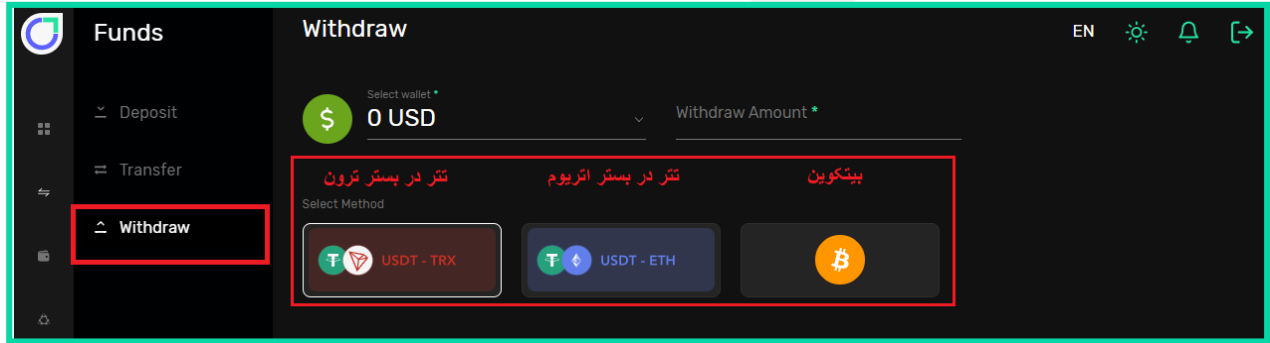 Funds
Deposit
Transfer
Withdraw
Withdraw
EN
Select wallet *
0 USD
Withdraw Amount *
تتر در بستر ترون
تتر در بستر اتریوم
بیتکوین
Select Method
USDT - TRX
USDT - ETH